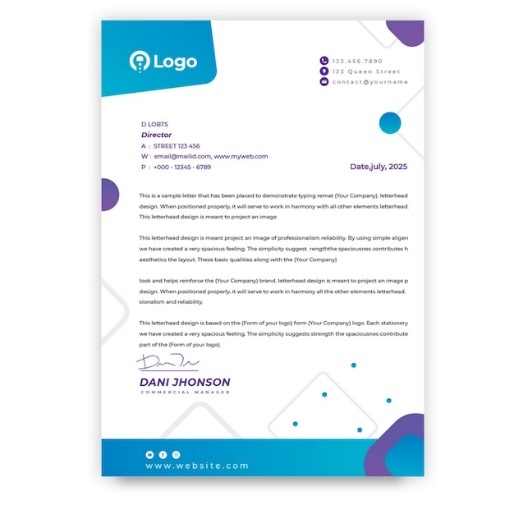 Logo
123.456.7890
123 Queen Street
contact@yourname
D LOBTS
Director
A : STREET 123 456
W : email@mailid.com, www.myweb.com
P : +000 - 12345 - 6789
Date,july, 2025
This is a sample letter that has been placed to demonstrate typing remat (Your Company). letterhead
design. When positioned properly, it will serve to work in harmony with all other elements letterhead.
This letterhead design is meant to project an image
This letterhead design is meant project an image of professionalism reliability. By using simple alignen
we have created a very spacious feeling. The simplicity suggest rengththe spaciousnes contributes h
aesthetics the layout. These basic qualities along with the (Your Company)
look and helps reinforce the (Your Company) brand. letterhead design is meant to project an image p
design. When positioned properly, it will serve to work in harmony all the other elements letterhead.
sionalism and reliability.
This letterhead design is based on the (Form of your logo) form (Your Company) logo. Each stationery
we have created a very spacious feeling. The simplicity suggests strength the spaciousnes contribute
part of the (Form of your logo).
DANI JHONSON
COMMERCIAL MANAGER
www.website.com